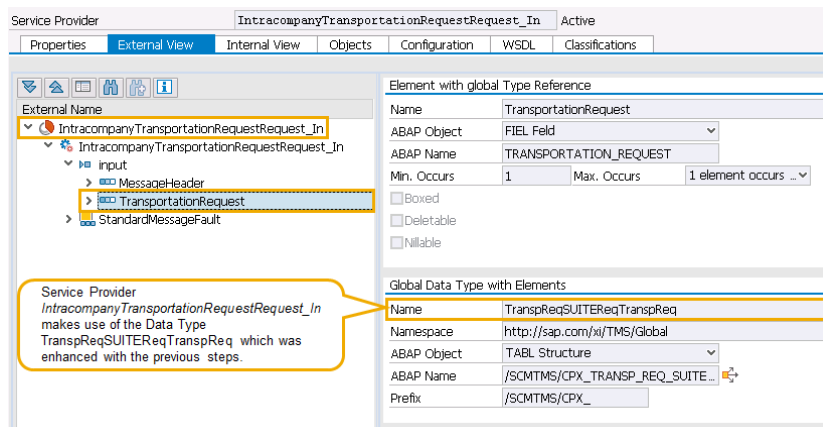 Service Provider IntracompanyTransportationRequestRequest_In Active
Properties External View Internal View Objects Configuration WSDL Classifications
External Name
IntracompanyTransportationRequestRequest_In
IntracompanyTransportationRequestRequest_In
input
MessageHeader
TransportationRequest
StandardMessageFault
Service Provider
IntracompanyTransportationRequestRequest_In
makes use of the Data Type
TranspReqSUITEReqTranspReq which was
enhanced with the previous steps.
Element with global Type Reference
Name TransportationRequest
ABAP Object FIEL Feld
ABAP Name TRANSPORTATION_REQUEST
Min. Occurs 1 Max. Occurs 1 element occurs ...
Boxed
Deletable
Nillable
Global Data Type with Elements
Name TranspReqSUITEReqTranspReq
Namespace http://sap.com/xi/TMS/Global
ABAP Object TABL Structure
ABAP Name /SCMTMS/CPX_TRANSP_REQ_SUITE...
Prefix /SCMTMS/CPX_